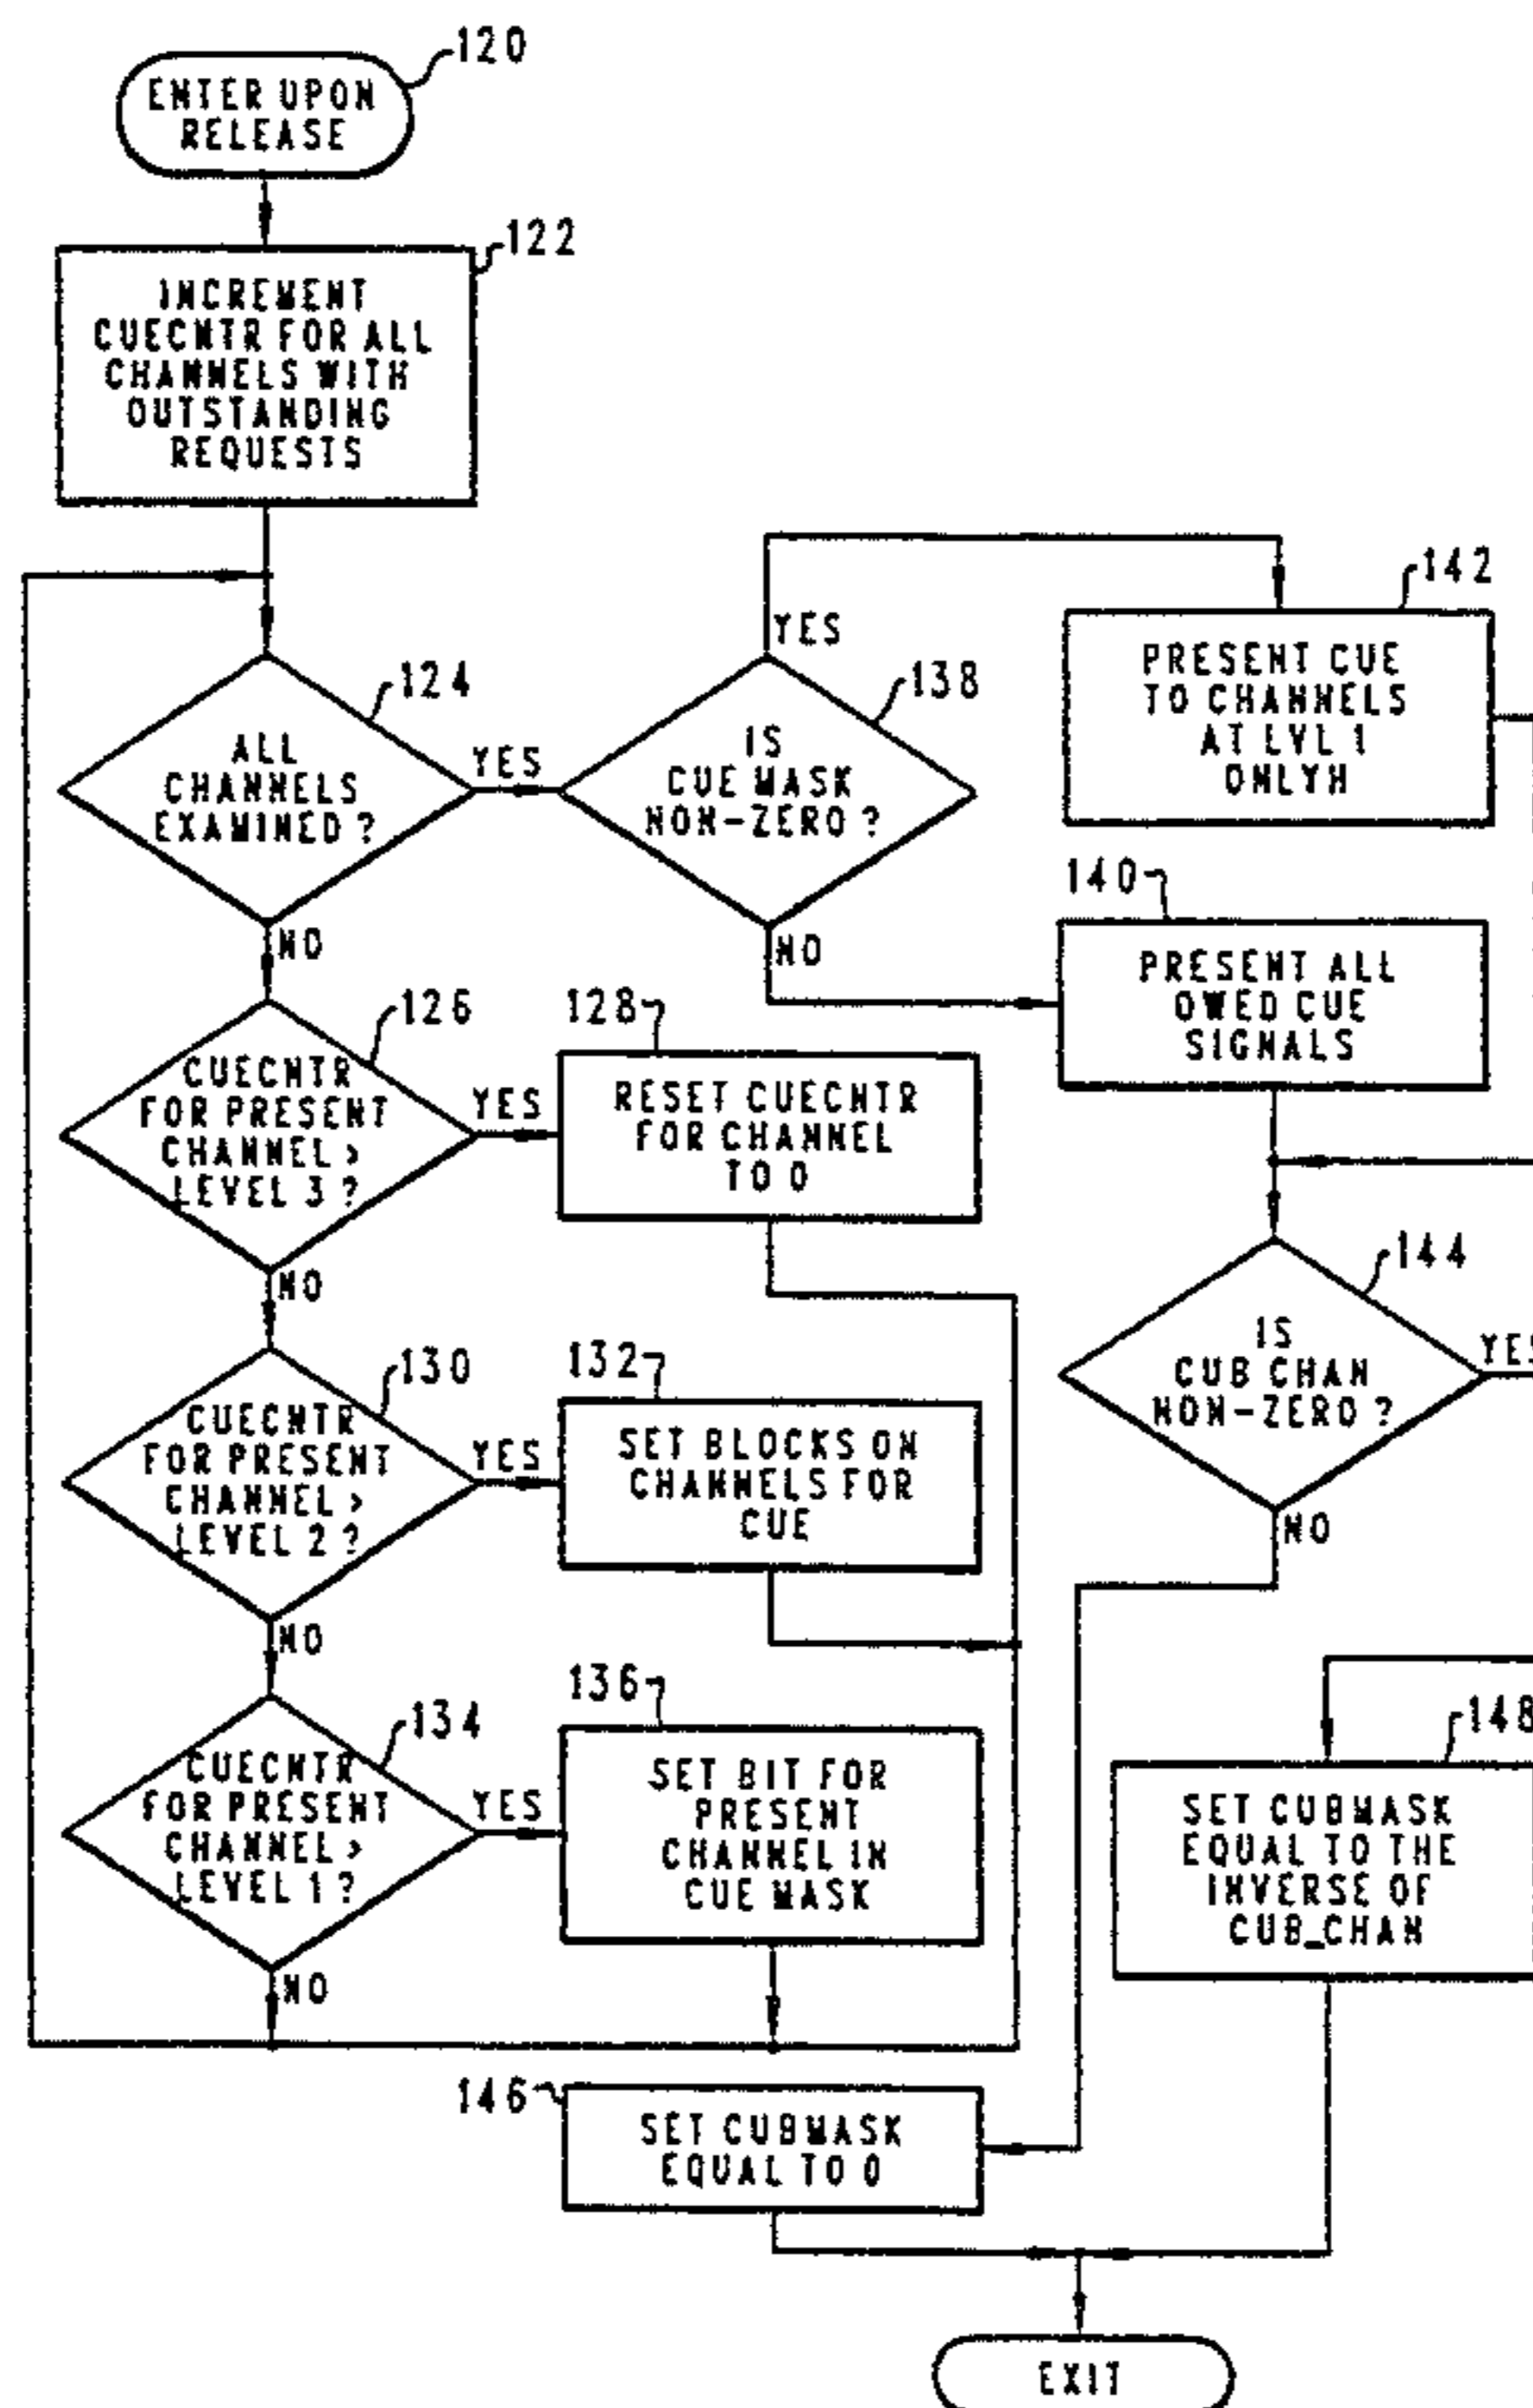 120
ENTER UPON
RELEASE
122
INCREMENT
CUECNTR FOR ALL
CHANNELS WITH
OUTSTANDING
REQUESTS
124
ALL
CHANNELS
EXAMINED ?
YES
NO
138
IS
CUE MASK
NON-ZERO ?
YES
NO
142
PRESENT CUE
TO CHANNELS
AT LVL 1
ONLYH
140
PRESENT ALL
OWED CUE
SIGNALS
126
CUECNTR
FOR PRESENT
CHANNEL >
LEVEL 3 ?
YES
NO
128
RESET CUECNTR
FOR CHANNEL
TO 0
130
CUECNTR
FOR PRESENT
CHANNEL >
LEVEL 2 ?
YES
NO
132
SET BLOCKS ON
CHANNELS FOR
CUE
144
IS
CUB CHAN
NON-ZERO ?
YES
NO
134
CUECNTR
FOR PRESENT
CHANNEL >
LEVEL 1 ?
YES
NO
136
SET BIT FOR
PRESENT
CHANNEL IN
CUE MASK
148
SET CUBMASK
EQUAL TO THE
INVERSE OF
CUB_CHAN
146
SET CUBMASK
EQUAL TO 0
EXIT